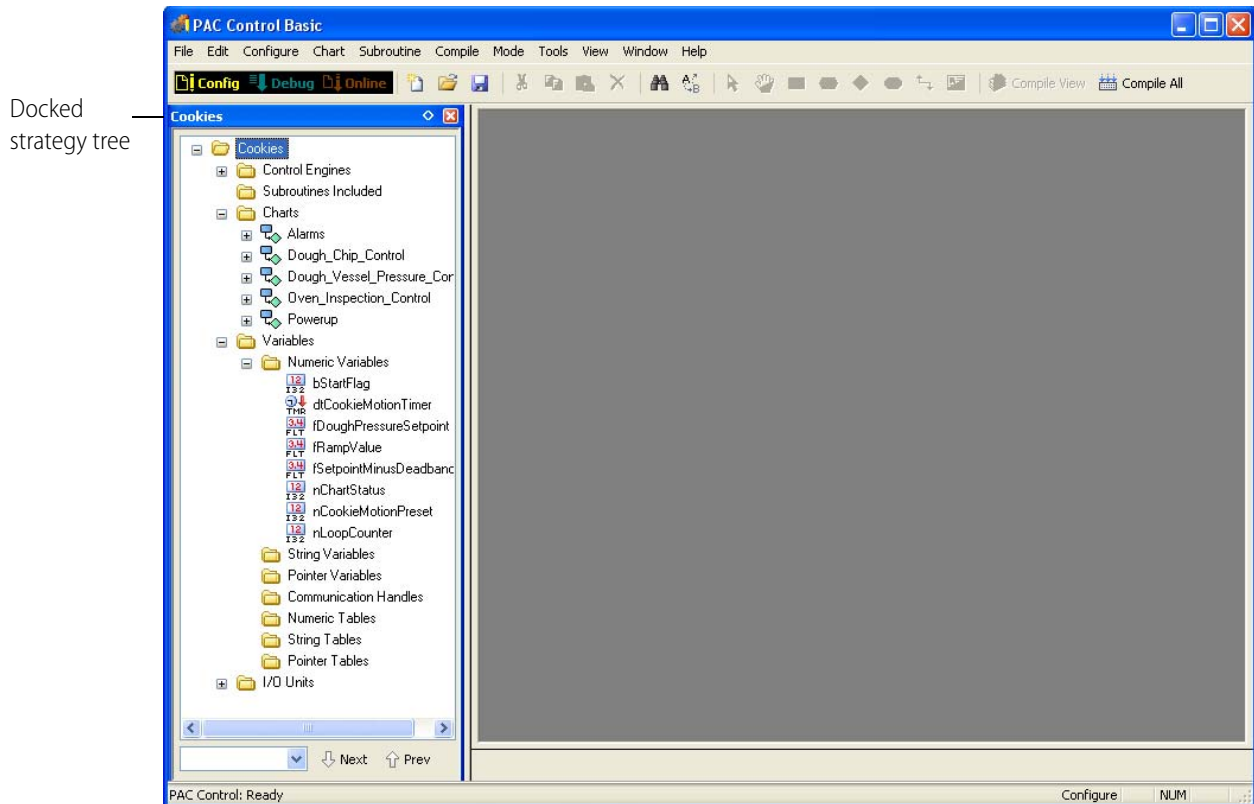 PAC Control Basic
File Edit Configure Chart Subroutine Compile Mode Tools View Window Help
Config Debug Online Compile View Compile All
Docked
strategy tree
Cookies
Cookies
Control Engines
Subroutines Included
Charts
Alarms
Dough_Chip_Control
Dough_Vessel_Pressure_Cor
Oven_Inspection_Control
Powerup
Variables
Numeric Variables
bStartFlag
dtCookieMotionTimer
fDoughPressureSetpoint
fRampValue
fSetpointMinusDeadbanc
nChartStatus
nCookieMotionPreset
nLoopCounter
String Variables
Pointer Variables
Communication Handles
Numeric Tables
String Tables
Pointer Tables
I/O Units
Next Prev
PAC Control: Ready Configure NUM